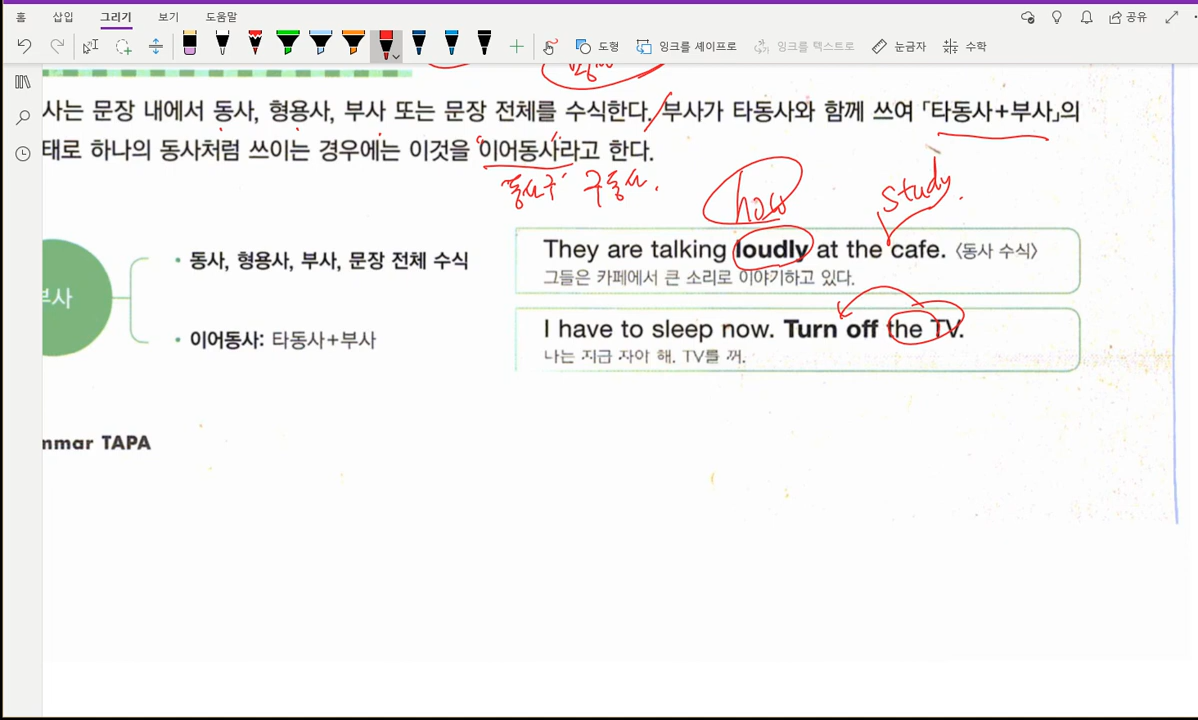 홈 삽입 그리기 보기 도움말 공유
도형 잉크를 셰이프로 잉크를 텍스트로 눈금자 수학
사는 문장 내에서 동사, 형용사, 부사 또는 문장 전체를 수식한다. 부사가 타동사와 함께 쓰여 「타동사+부사」의
태로 하나의 동사처럼 쓰이는 경우에는 이것을 이어동사라고 한다.
동사구 구동사.
how study.
They are talking loudly at the cafe. 〈동사 수식〉
그들은 카페에서 큰 소리로 이야기하고 있다.
부사
• 동사, 형용사, 부사, 문장 전체 수식
• 이어동사: 타동사+부사
I have to sleep now. Turn off the TV.
나는 지금 자야 해. TV를 꺼.
mmar TAPA